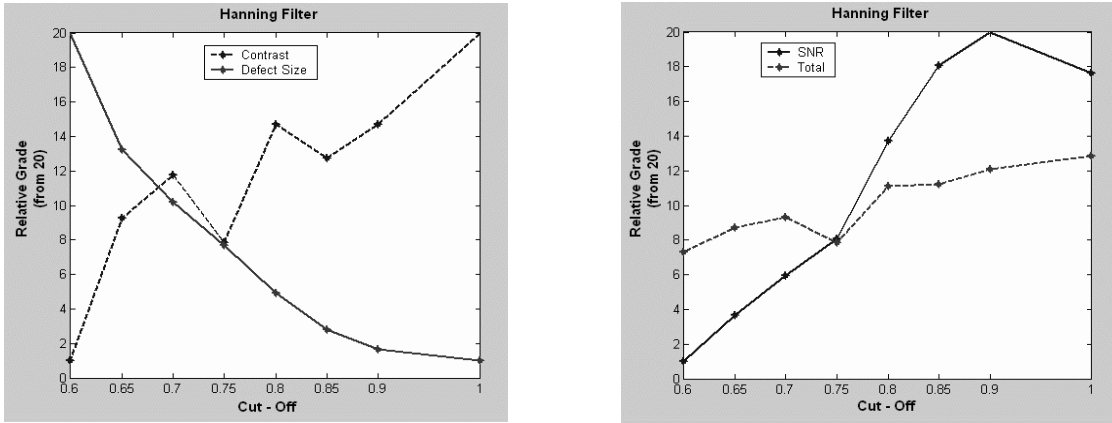 Hanning Filter
20
18
16
14
12
10
8
6
4
2
0
Relative Grade
(from 20)
Contrast
Defect Size
0.6 0.65 0.7 0.75 0.8 0.85 0.9 1
Cut - Off
Hanning Filter
20
18
16
14
12
10
8
6
4
2
0
Relative Grade
(from 20)
SNR
Total
0.6 0.65 0.7 0.75 0.8 0.85 0.9 1
Cut - Off